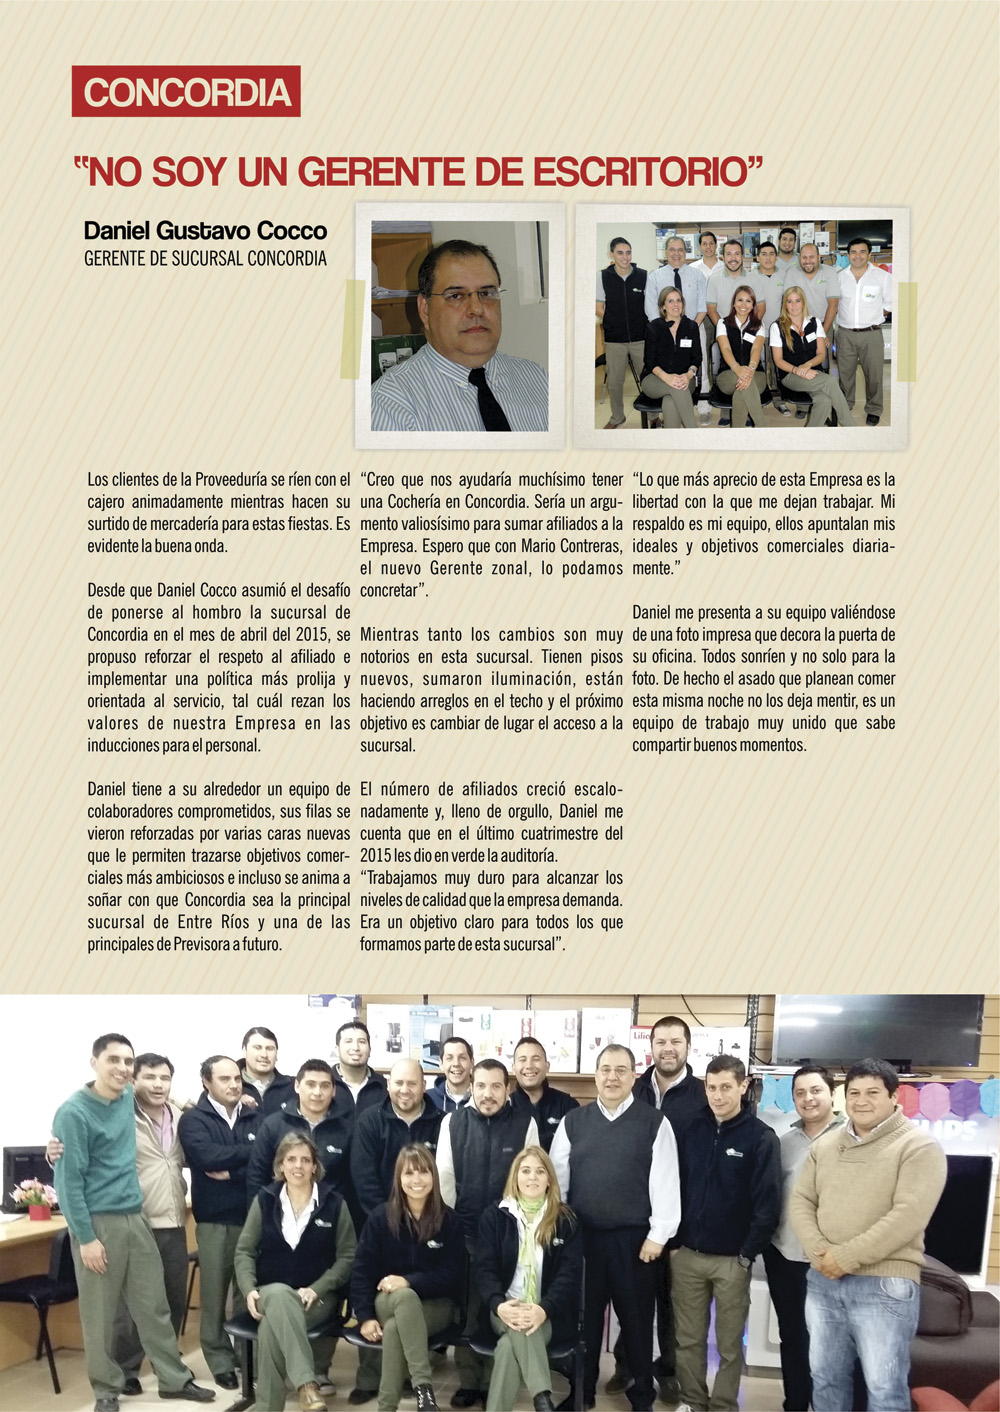 CONCORDIA
“NO SOY UN GERENTE DE ESCRITORIO”
Daniel Gustavo Cocco
GERENTE DE SUCURSAL CONCORDIA
Los clientes de la Proveeduría se ríen con el
cajero animadamente mientras hacen su
surtido de mercadería para estas fiestas. Es
evidente la buena onda.
Desde que Daniel Cocco asumió el desafío
de ponerse al hombro la sucursal de
Concordia en el mes de abril del 2015, se
propuso reforzar el respeto al afiliado e
implementar una política más prolija y
orientada al servicio, tal cuál rezan los
valores de nuestra Empresa en las
inducciones para el personal.
Daniel tiene a su alrededor un equipo de
colaboradores comprometidos, sus filas se
vieron reforzadas por varias caras nuevas
que le permiten trazarse objetivos comer-
ciales más ambiciosos e incluso se anima a
soñar con que Concordia sea la principal
sucursal de Entre Ríos y una de las
principales de Previsora a futuro.
“Creo que nos ayudaría muchísimo tener
una Cochería en Concordia. Sería un argu-
mento valiosísimo para sumar afiliados a la
Empresa. Espero que con Mario Contreras,
el nuevo Gerente zonal, lo podamos
concretar”.
Mientras tanto los cambios son muy
notorios en esta sucursal. Tienen pisos
nuevos, sumaron iluminación, están
haciendo arreglos en el techo y el próximo
objetivo es cambiar de lugar el acceso a la
sucursal.
El número de afiliados creció escalo-
nadamente y, lleno de orgullo, Daniel me
cuenta que en el último cuatrimestre del
2015 les dio en verde la auditoría.
“Trabajamos muy duro para alcanzar los
niveles de calidad que la empresa demanda.
Era un objetivo claro para todos los que
formamos parte de esta sucursal”.
“Lo que más aprecio de esta Empresa es la
libertad con la que me dejan trabajar. Mi
respaldo es mi equipo, ellos apuntalan mis
ideales y objetivos comerciales diaria-
mente.”
Daniel me presenta a su equipo valiéndose
de una foto impresa que decora la puerta de
su oficina. Todos sonríen y no solo para la
foto. De hecho el asado que planean comer
esta misma noche no los deja mentir, es un
equipo de trabajo muy unido que sabe
compartir buenos momentos.